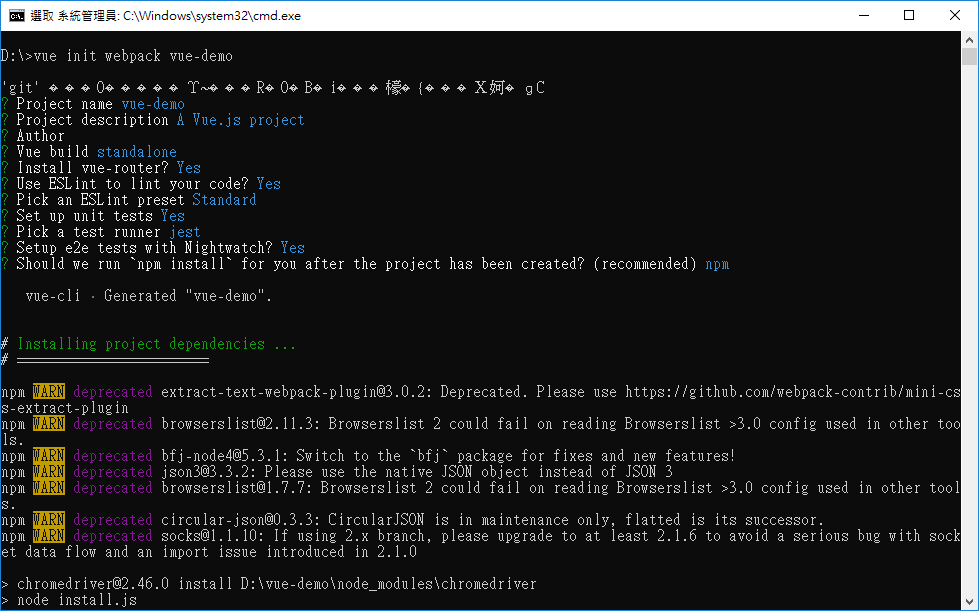 選取 系統管理員: C:\Windows\system32\cmd.exe
D:\>vue init webpack vue-demo
'git'
? Project name vue-demo
? Project description A Vue.js project
? Author
? Vue build standalone
? Install vue-router? Yes
? Use ESLint to lint your code? Yes
? Pick an ESLint preset Standard
? Set up unit tests Yes
? Pick a test runner jest
? Setup e2e tests with Nightwatch? Yes
? Should we run `npm install` for you after the project has been created? (recommended) npm
vue-cli · Generated "vue-demo".
# Installing project dependencies ...
# ========================
npm WARN deprecated extract-text-webpack-plugin@3.0.2: Deprecated. Please use https://github.com/webpack-contrib/mini-cs
s-extract-plugin
npm WARN deprecated browserslist@2.11.3: Browserslist 2 could fail on reading Browserslist >3.0 config used in other too
ls.
npm WARN deprecated bfj-node4@5.3.1: Switch to the `bfj` package for fixes and new features!
npm WARN deprecated json3@3.3.2: Please use the native JSON object instead of JSON 3
npm WARN deprecated browserslist@1.7.7: Browserslist 2 could fail on reading Browserslist >3.0 config used in other tool
s.
npm WARN deprecated circular-json@0.3.3: CircularJSON is in maintenance only, flatted is its successor.
npm WARN deprecated socks@1.1.10: If using 2.x branch, please upgrade to at least 2.1.6 to avoid a serious bug with sock
et data flow and an import issue introduced in 2.1.0
> chromedriver@2.46.0 install D:\vue-demo\node_modules\chromedriver
> node install.js